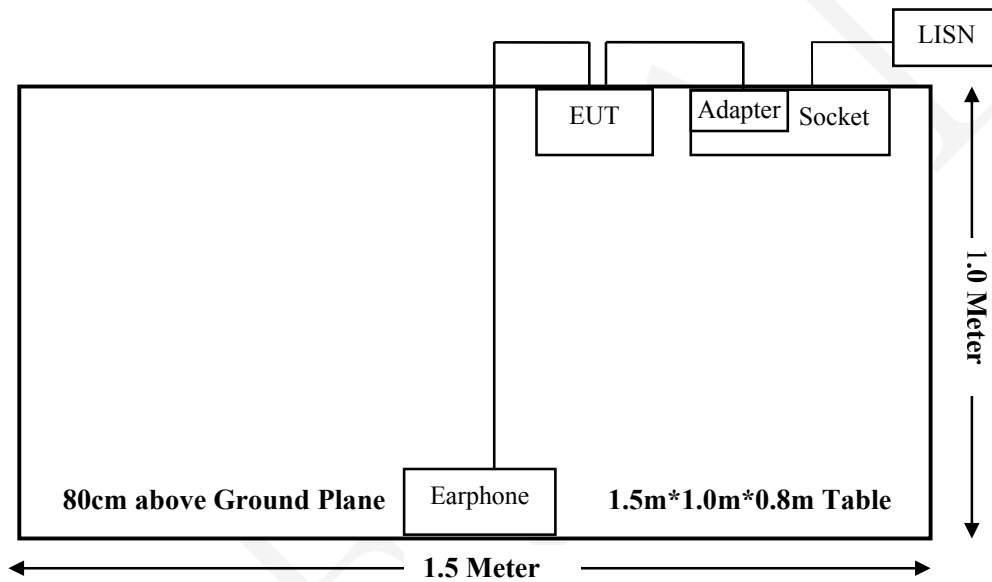 LISN
EUT
Adapter
Socket
1.0 Meter
80cm above Ground Plane
Earphone
1.5m*1.0m*0.8m Table
1.5 Meter